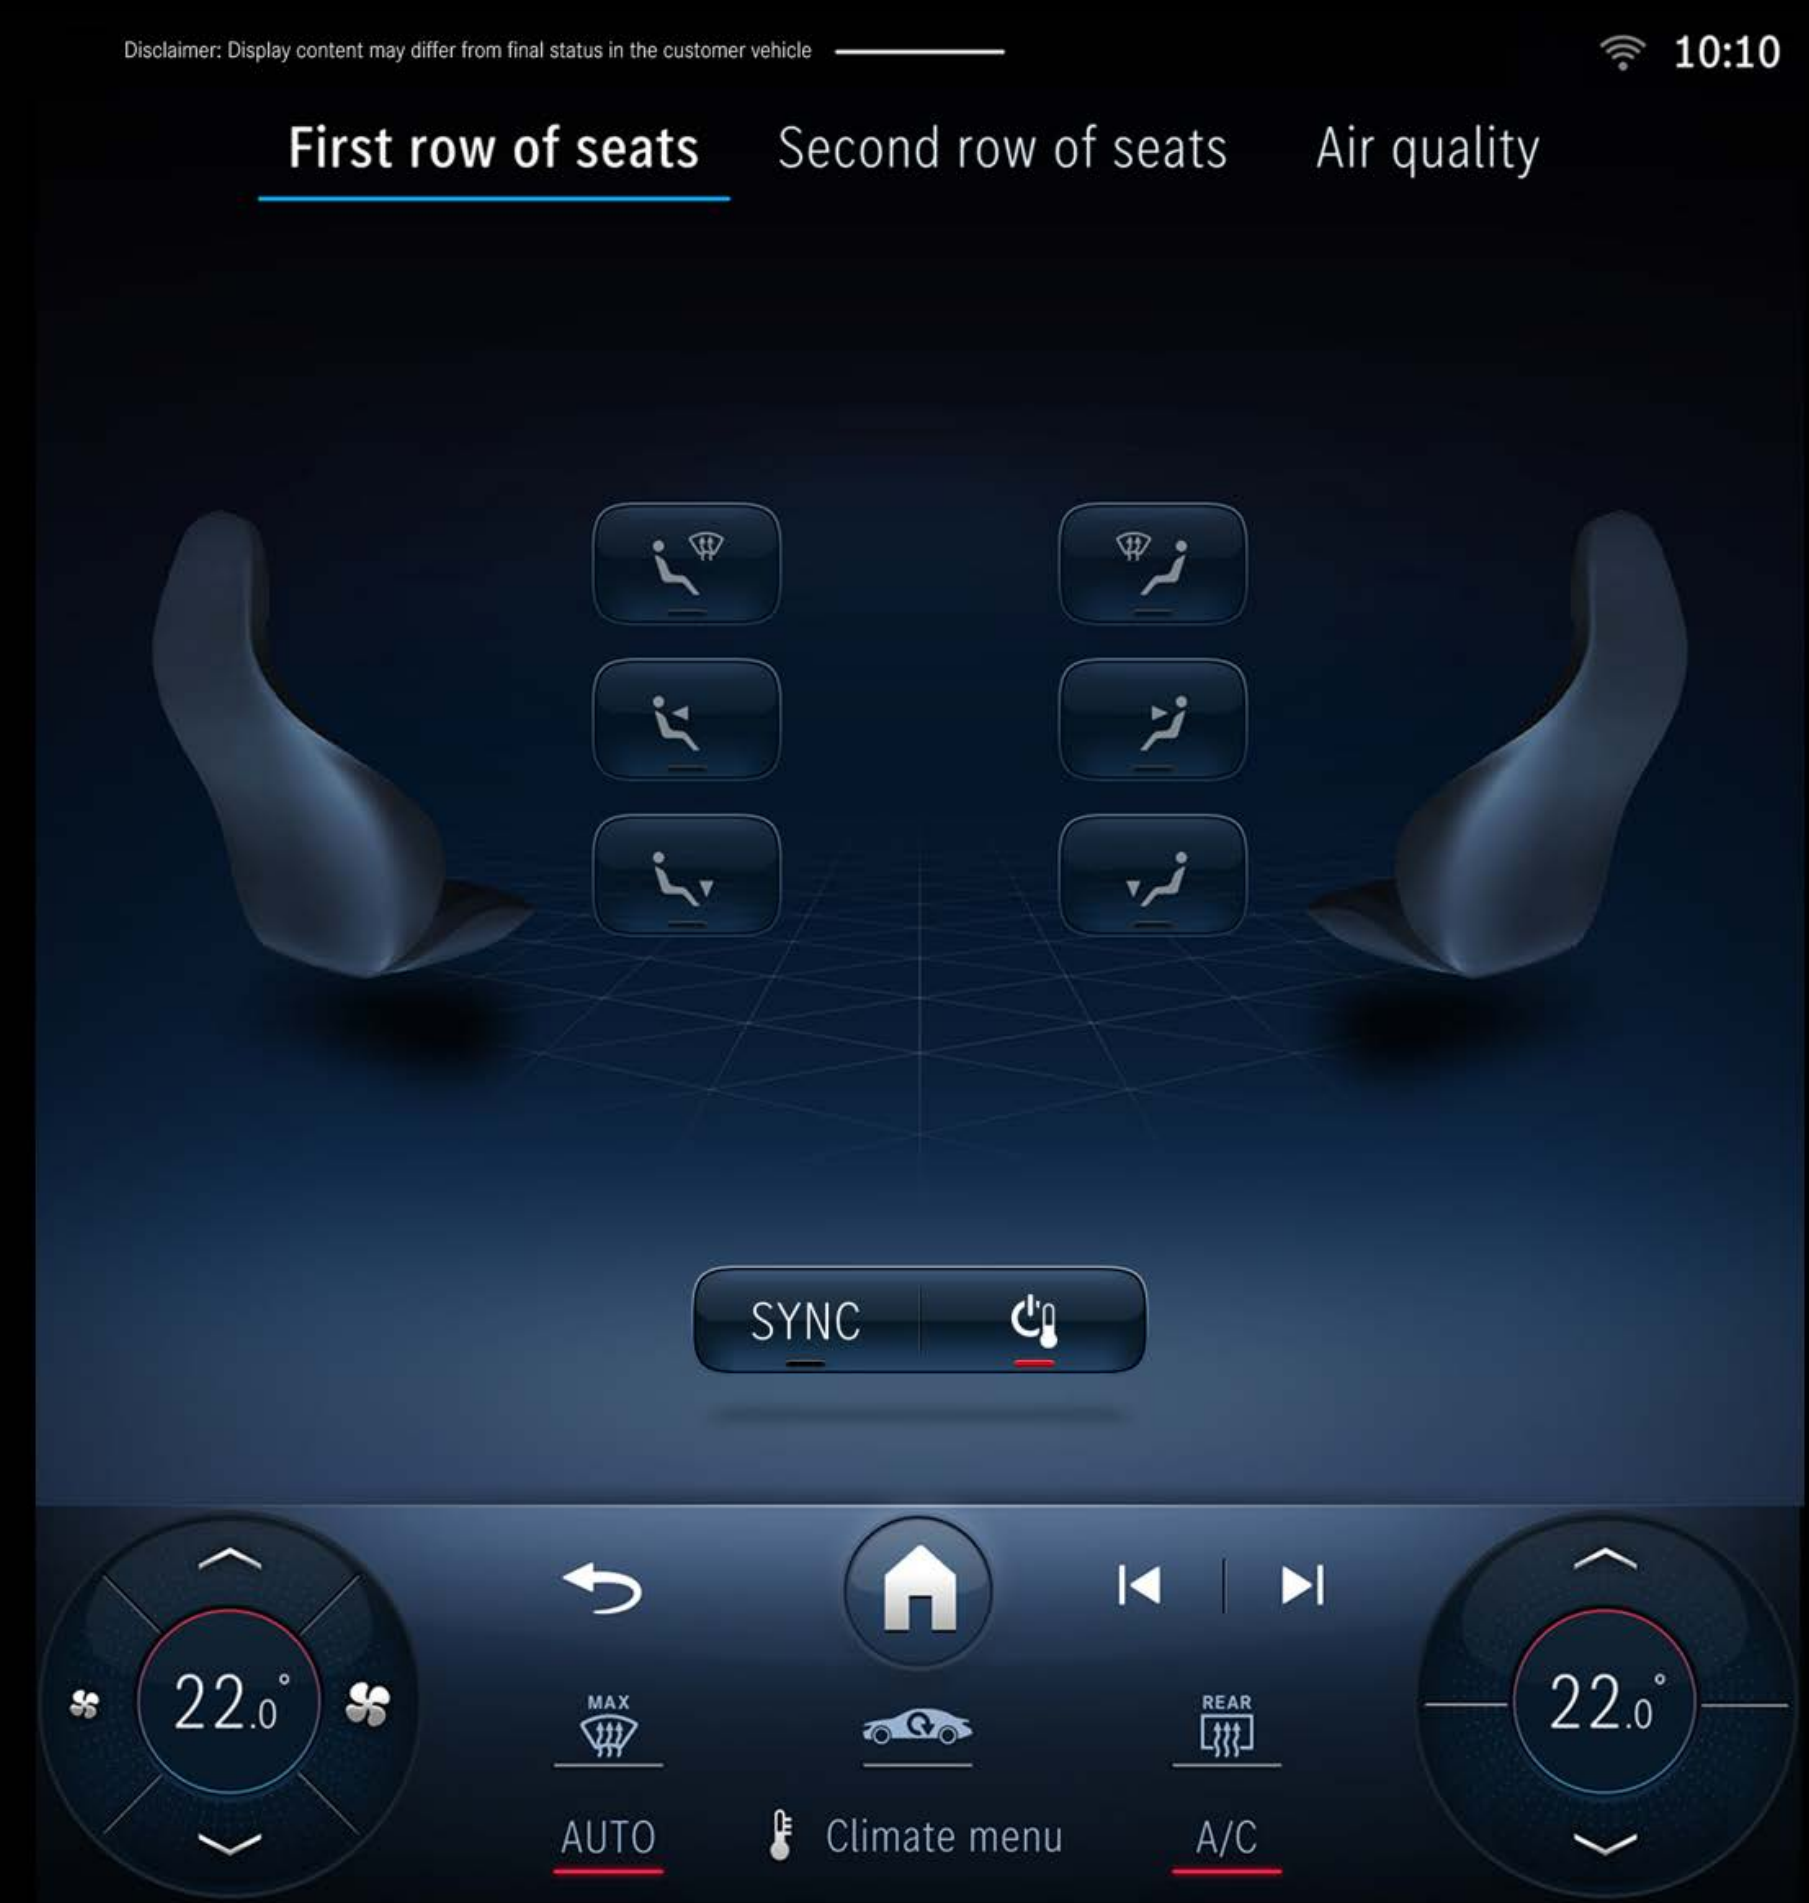 Disclaimer: Display content may differ from final status in the customer vehicle
10:10
First row of seats
Second row of seats
Air quality
SYNC
22.0°
MAX
REAR
22.0°
AUTO
Climate menu
A/C